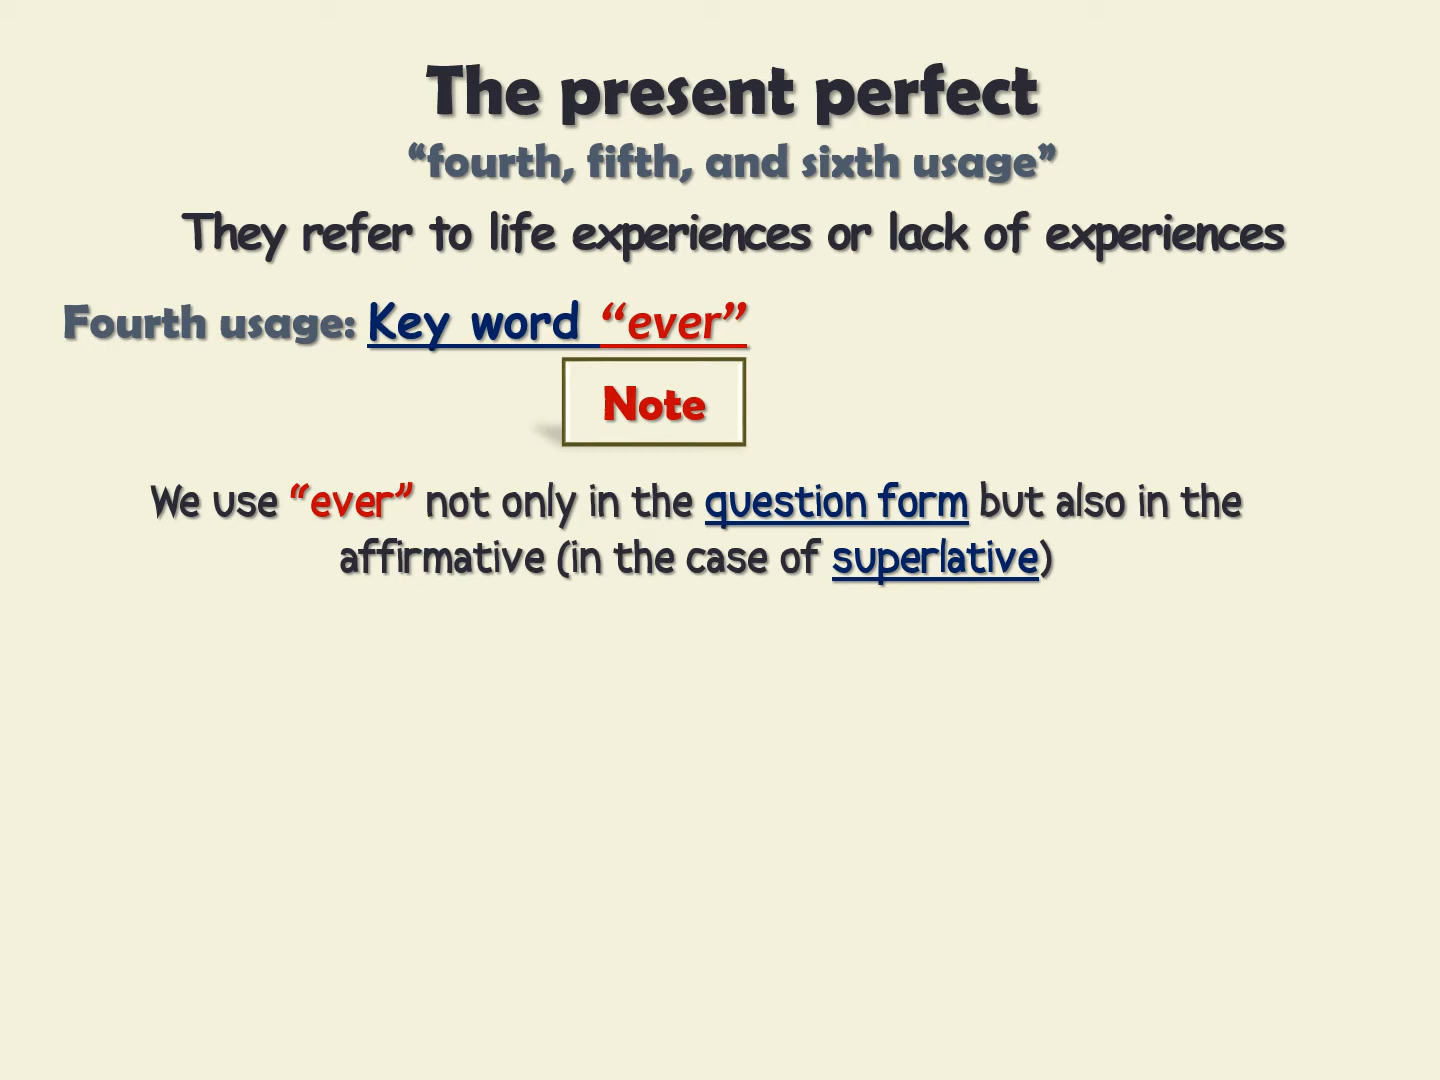 The present perfect
“fourth, fifth, and sixth usage”
They refer to life experiences or lack of experiences
Fourth usage: Key word “ever”
Note
We use “ever” not only in the question form but also in the
affirmative (in the case of superlative)